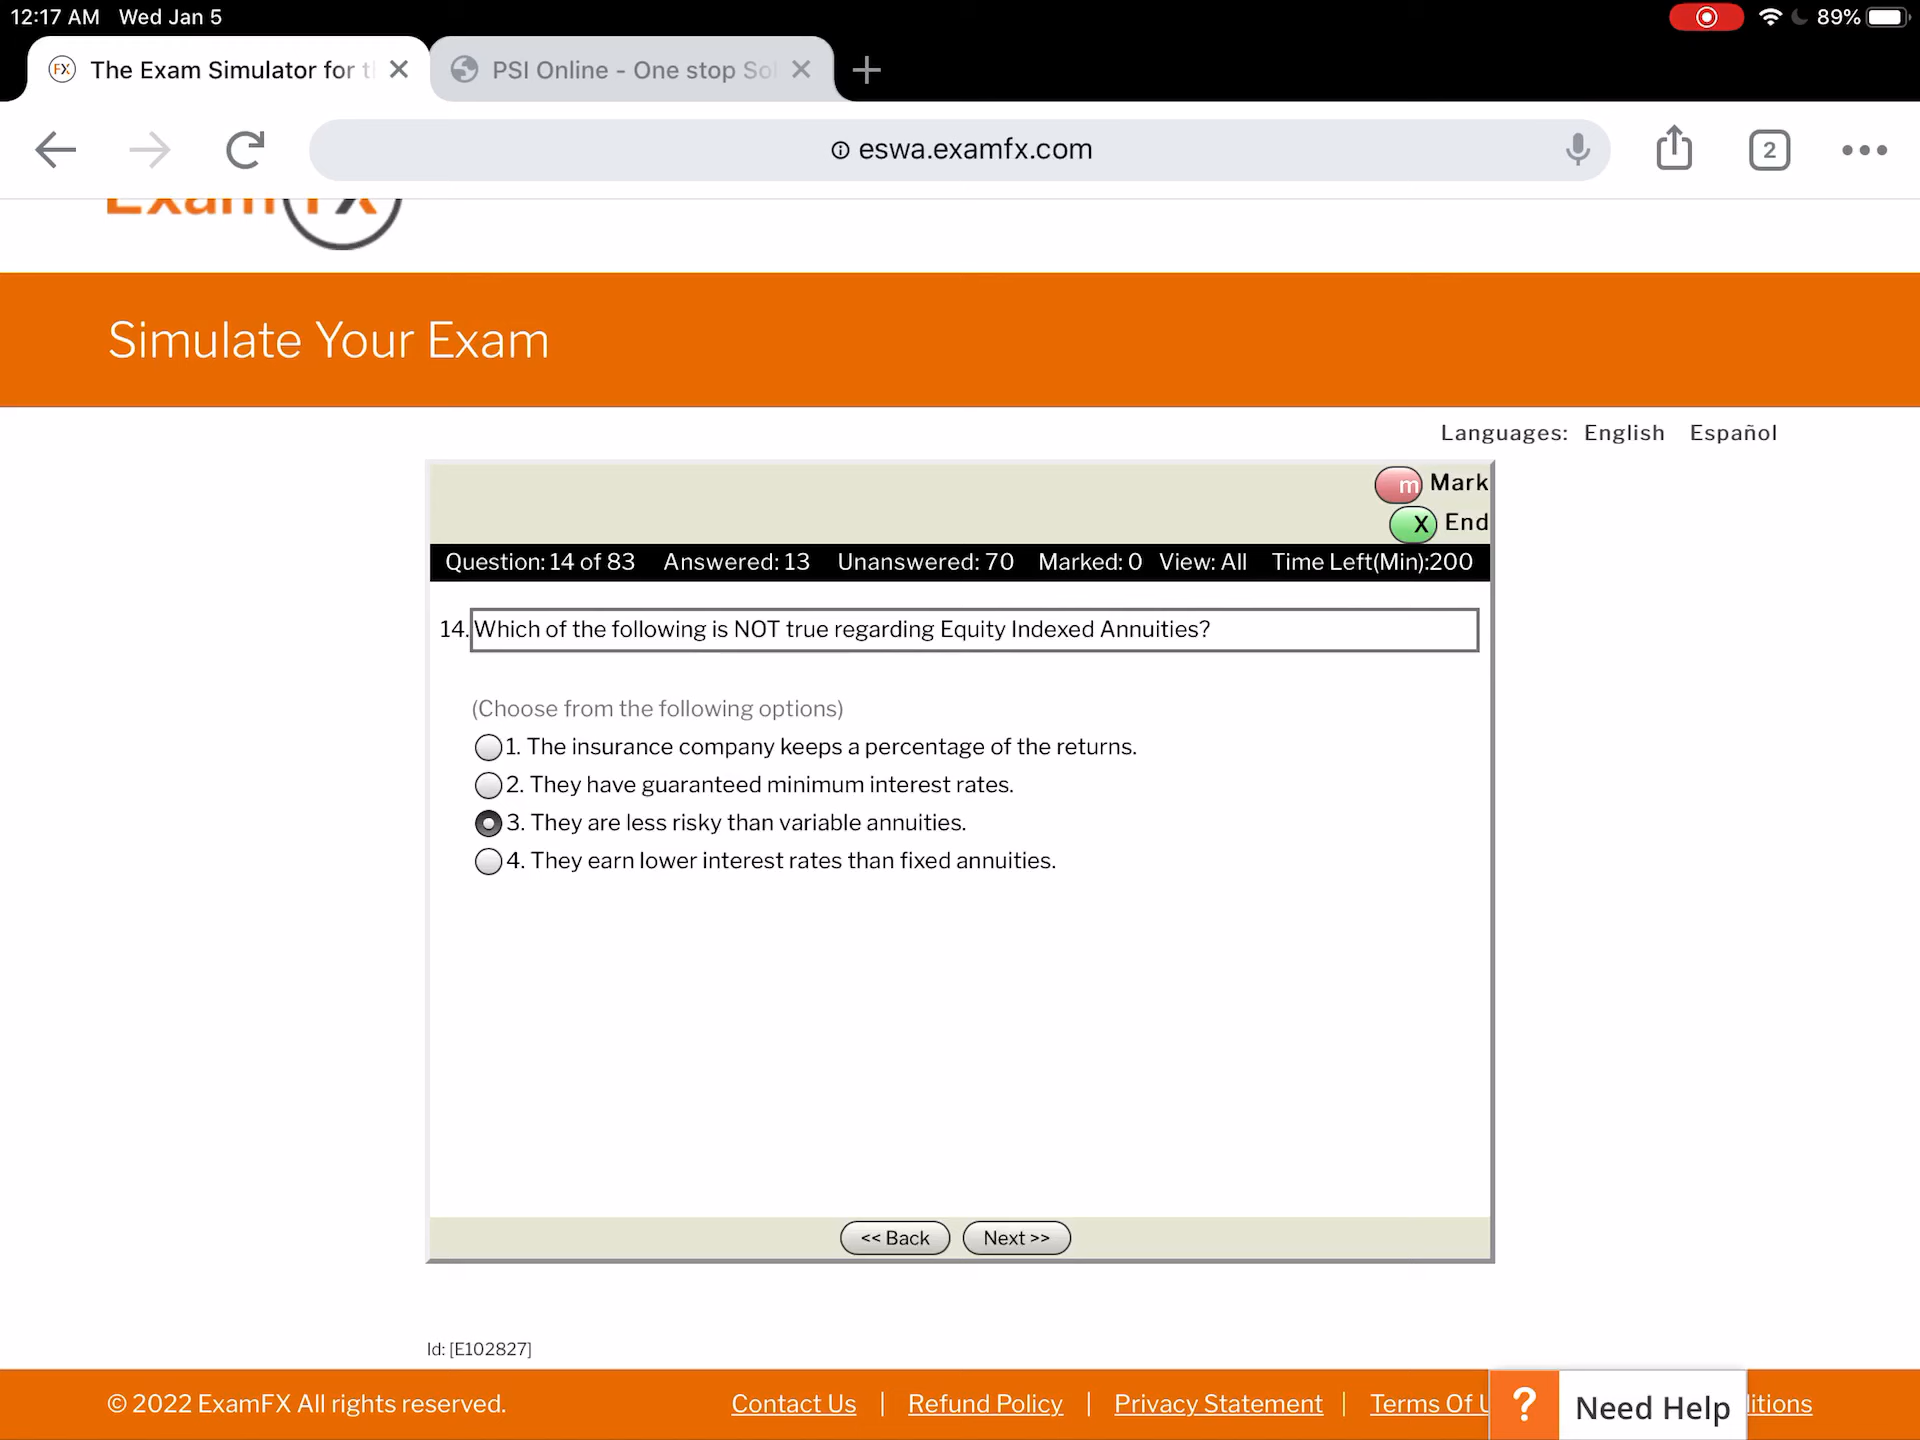 12:17 AM Wed Jan 5
89%
FX The Exam Simulator for t
PSI Online - One stop Sol
eswa.examfx.com
2
ExamFX
Simulate Your Exam
Languages: English Español
m Mark
X End
Question: 14 of 83 Answered: 13 Unanswered: 70 Marked: 0 View: All Time Left(Min):200
14. Which of the following is NOT true regarding Equity Indexed Annuities?
(Choose from the following options)
1. The insurance company keeps a percentage of the returns.
2. They have guaranteed minimum interest rates.
3. They are less risky than variable annuities.
4. They earn lower interest rates than fixed annuities.
<< Back Next >>
Id: [E102827]
© 2022 ExamFX All rights reserved. Contact Us | Refund Policy | Privacy Statement | Terms Of U ? Need Help litions